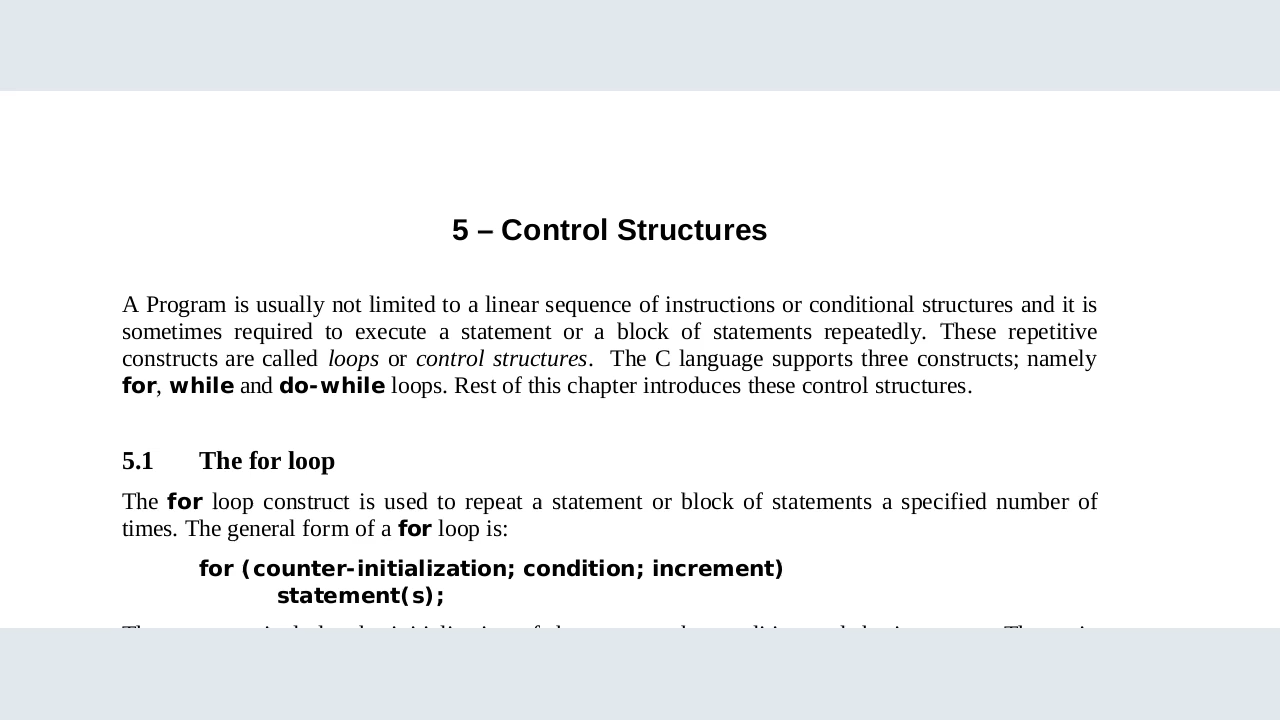 5 – Control Structures
A Program is usually not limited to a linear sequence of instructions or conditional structures and it is
sometimes required to execute a statement or a block of statements repeatedly. These repetitive
constructs are called loops or control structures.  The C language supports three constructs; namely
for, while and do-while loops. Rest of this chapter introduces these control structures.
5.1 The for loop
The for loop construct is used to repeat a statement or block of statements a specified number of
times. The general form of a for loop is:
for (counter-initialization; condition; increment)
statement(s);